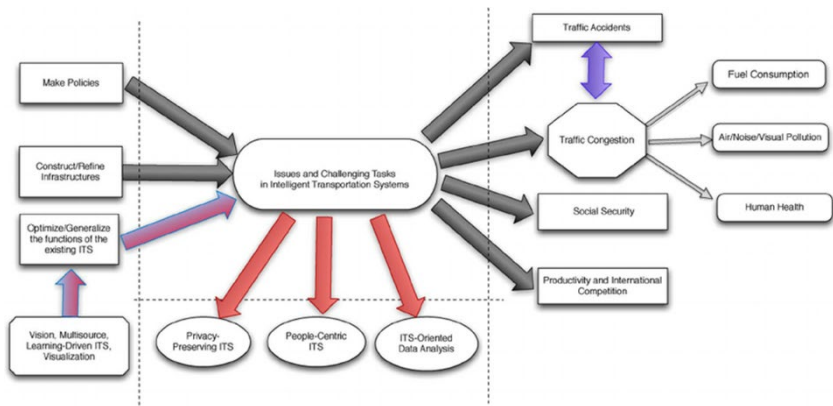 Traffic Accidents
Make Policies
Fuel Consumption
Traffic Congestion
Air/Noise/Visual Pollution
Construct/Refine
Infrastructures
Issues and Challenging Tasks
in Intelligent Transportation Systems
Human Health
Social Security
Optimize/Generalize
the functions of the
existing ITS
Productivity and International
Competition
Vision, Multisource,
Learning-Driven ITS,
Visualization
Privacy-
Preserving ITS
People-Centric
ITS
ITS-Oriented
Data Analysis